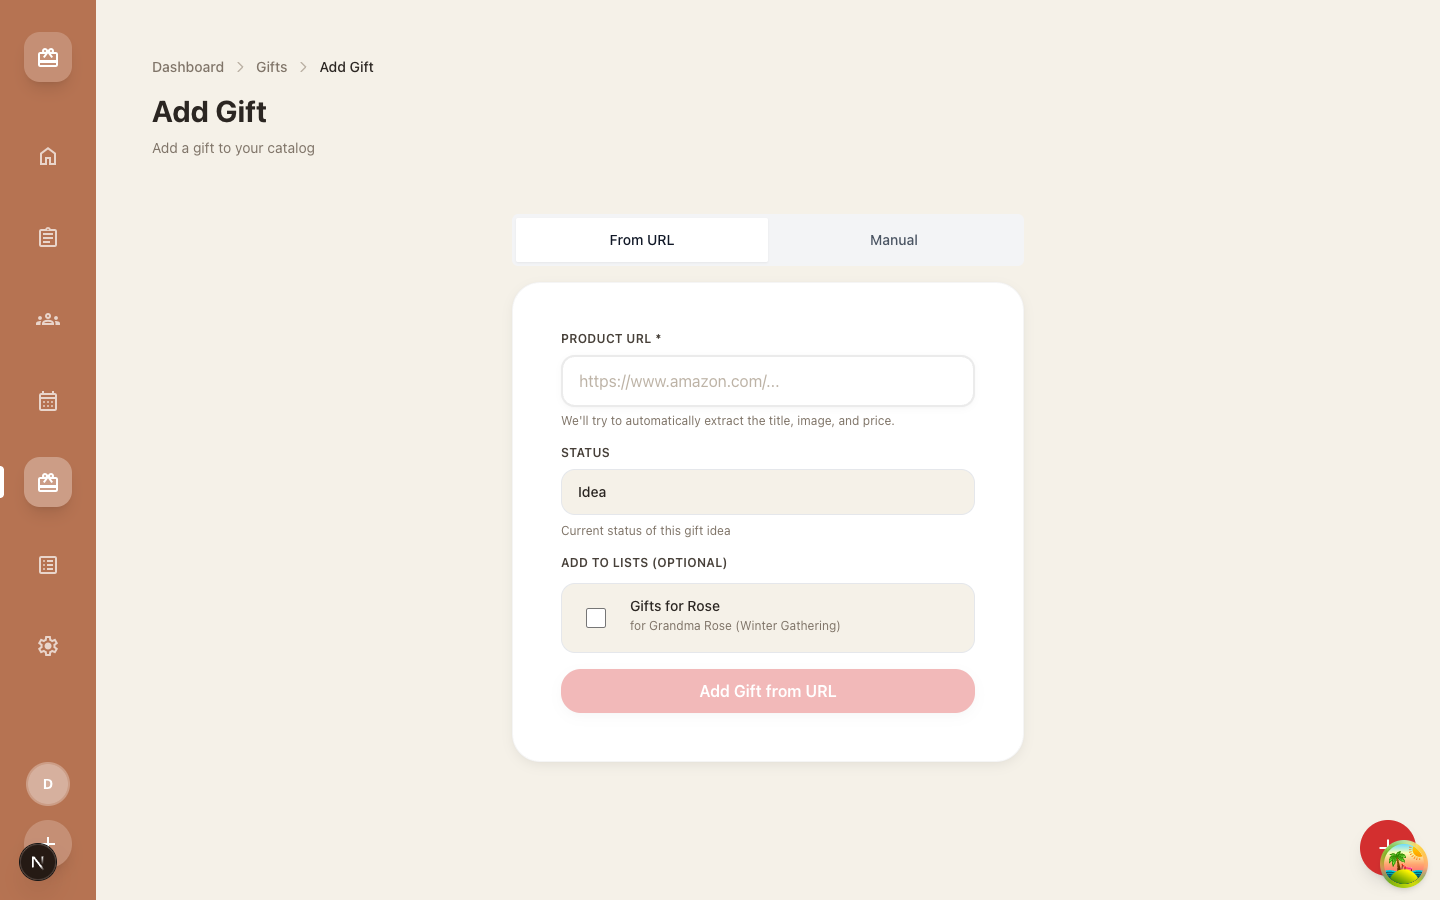 Dashboard
Gifts
Add Gift
Add Gift
Add a gift to your catalog
From URL
Manual
PRODUCT URL *
https://www.amazon.com/...
We'll try to automatically extract the title, image, and price.
STATUS
Idea
Current status of this gift idea
ADD TO LISTS (OPTIONAL)
Gifts for Rose
for Grandma Rose (Winter Gathering)
Add Gift from URL
D
N